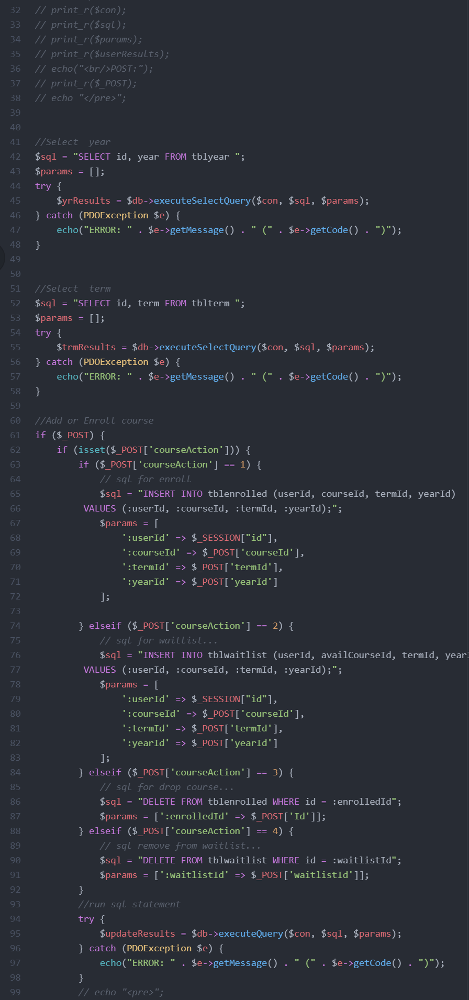 32 // print_r($con);
33 // print_r($sql);
34 // print_r($params);
35 // print_r($userResults);
36 // echo("<br/>POST:");
37 // print_r($_POST);
38 // echo "</pre>";
39
40
41 //Select  year
42 $sql = "SELECT id, year FROM tblyear ";
43 $params = [];
44 try {
45     $yrResults = $db->executeSelectQuery($con, $sql, $params);
46 } catch (PDOException $e) {
47     echo("ERROR: " . $e->getMessage() . " (" . $e->getCode() . ")");
48 }
49
50
51 //Select  term
52 $sql = "SELECT id, term FROM tblterm ";
53 $params = [];
54 try {
55     $trmResults = $db->executeSelectQuery($con, $sql, $params);
56 } catch (PDOException $e) {
57     echo("ERROR: " . $e->getMessage() . " (" . $e->getCode() . ")");
58 }
59
60 //Add or Enroll course
61 if ($_POST) {
62     if (isset($_POST['courseAction'])) {
63         if ($_POST['courseAction'] == 1) {
64             // sql for enroll
65             $sql = "INSERT INTO tblenrolled (userId, courseId, termId, yearId)
66          VALUES (:userId, :courseId, :termId, :yearId);";
67             $params = [
68                 ':userId' => $_SESSION["id"],
69                 ':courseId' => $_POST['courseId'],
70                 ':termId' => $_POST['termId'],
71                 ':yearId' => $_POST['yearId']
72             ];
73
74         } elseif ($_POST['courseAction'] == 2) {
75             // sql for waitlist...
76             $sql = "INSERT INTO tblwaitlist (userId, availCourseId, termId, year
77          VALUES (:userId, :courseId, :termId, :yearId);";
78             $params = [
79                 ':userId' => $_SESSION["id"],
80                 ':courseId' => $_POST['courseId'],
81                 ':termId' => $_POST['termId'],
82                 ':yearId' => $_POST['yearId']
83             ];
84         } elseif ($_POST['courseAction'] == 3) {
85             // sql for drop course...
86             $sql = "DELETE FROM tblenrolled WHERE id = :enrolledId";
87             $params = [':enrolledId' => $_POST['Id']];
88         } elseif ($_POST['courseAction'] == 4) {
89             // sql remove from waitlist...
90             $sql = "DELETE FROM tblwaitlist WHERE id = :waitlistId";
91             $params = [':waitlistId' => $_POST['waitlistId']];
92         }
93         //run sql statement
94         try {
95             $updateResults = $db->executeQuery($con, $sql, $params);
96         } catch (PDOException $e) {
97             echo("ERROR: " . $e->getMessage() . " (" . $e->getCode() . ")");
98         }
99         // echo "<pre>";